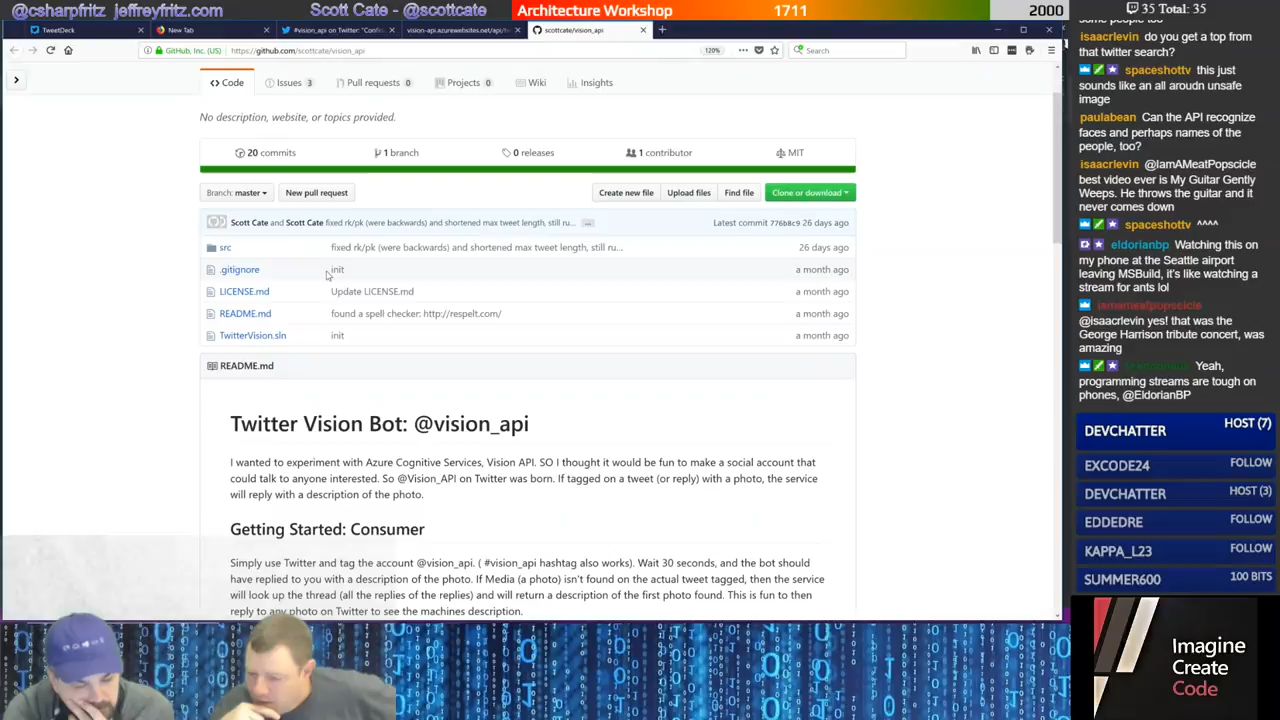 @csharpfritz jeffreyfritz.com Scott Cate - @scottcate Architecture Workshop 1711 2000
TweetDeck
New Tab
#vision_api on Twitter: "Confi
vision-api.azurewebsites.net/api/tw
scottcate/vision_api
GitHub, Inc. (US) https://github.com/scottcate/vision_api 120% Search
Code Issues 3 Pull requests 0 Projects 0 Wiki Insights
No description, website, or topics provided.
20 commits 1 branch 0 releases 1 contributor MIT
Branch: master New pull request Create new file Upload files Find file Clone or download
Scott Cate and Scott Cate fixed rk/pk (were backwards) and shortened max tweet length, still ru... ... Latest commit 776b8c9 26 days ago
src fixed rk/pk (were backwards) and shortened max tweet length, still ru... 26 days ago
.gitignore init a month ago
LICENSE.md Update LICENSE.md a month ago
README.md found a spell checker: http://respelt.com/ a month ago
TwitterVision.sln init a month ago
README.md
Twitter Vision Bot: @vision_api
I wanted to experiment with Azure Cognitive Services, Vision API. SO I thought it would be fun to make a social account that
could talk to anyone interested. So @Vision_API on Twitter was born. If tagged on a tweet (or reply) with a photo, the service
will reply with a description of the photo.
Getting Started: Consumer
Simply use Twitter and tag the account @vision_api. ( #vision_api hashtag also works). Wait 30 seconds, and the bot should
have replied to you with a description of the photo. If Media (a photo) isn't found on the actual tweet tagged, then the service
will look up the thread (all the replies of the replies) and will return a description of the first photo found. This is fun to then
reply to any photo on Twitter to see the machines description.
35 Total: 35
some people too
isaacrlevin do you get a top from
that twitter search?
spaceshottv this just
sounds like an all aroudn unsafe
image
paulabean Can the API recognize
faces and perhaps names of the
people, too?
isaacrlevin @IamAMeatPopsicle
best video ever is My Guitar Gently
Weeps. Prince throws the guitar and it
never comes down
spaceshottv ^^^^
eldorianbp Watching this on
my phone at the Seattle airport
leaving MSBuild, it's like watching a
stream for ants lol
@isaacrlevin yes! that was the
George Harrison tribute concert, was
amazing
Yeah,
programming streams are tough on
phones, @EldorianBP
DEVCHATTER HOST (7)
EXCODE24 FOLLOW
DEVCHATTER HOST (3)
EDDEDRE FOLLOW
KAPPA_L23 FOLLOW
SUMMER600 100 BITS
Imagine
Create
Code